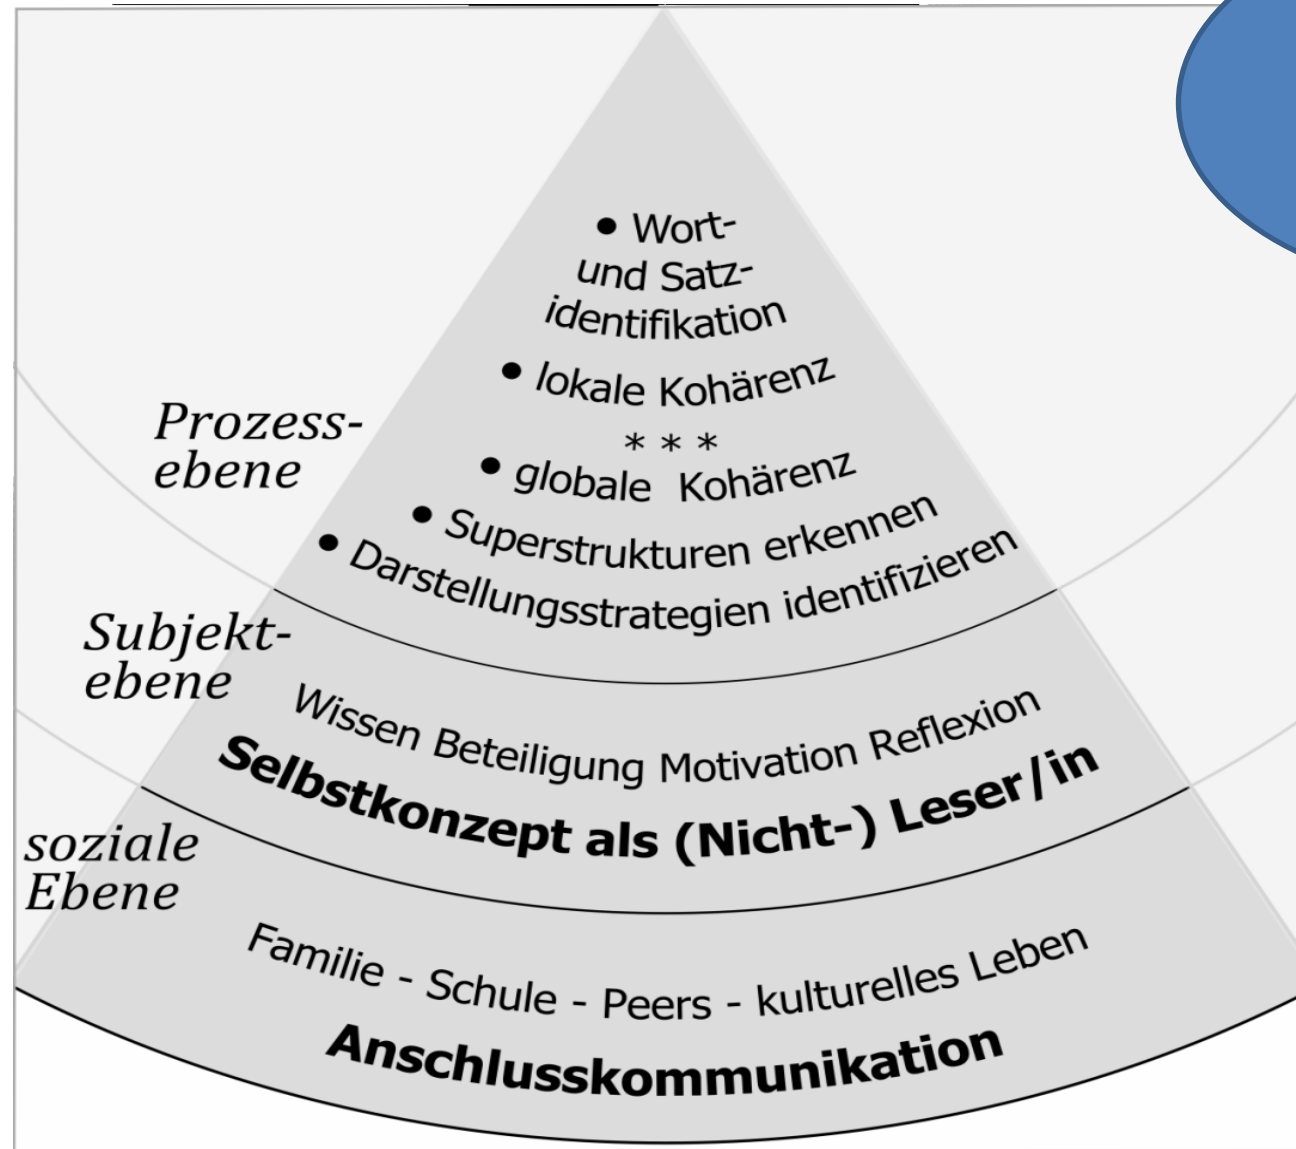 • Wort-
und Satz-
identifikation
• lokale Kohärenz
* * *
• globale Kohärenz
• Superstrukturen erkennen
• Darstellungsstrategien identifizieren
Prozess-
ebene
Wissen Beteiligung Motivation Reflexion
Selbstkonzept als (Nicht-) Leser/in
Subjekt-
ebene
Familie - Schule - Peers - kulturelles Leben
Anschlusskommunikation
soziale
Ebene